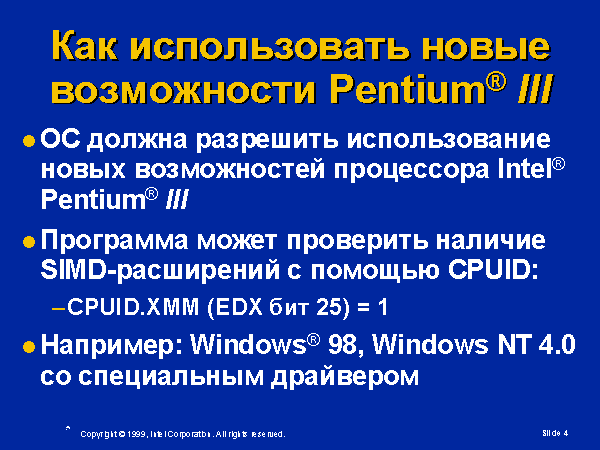 Как использовать новые
возможности Pentium® III
● ОС должна разрешить использование
новых возможностей процессора Intel®
Pentium® III
● Программа может проверить наличие
SIMD-расширений с помощью CPUID:
–CPUID.XMM (EDX бит 25) = 1
● Например: Windows® 98, Windows NT 4.0
со специальным драйвером
* Copyright © 1999, Intel Corporation. All rights reserved.
Slide 4